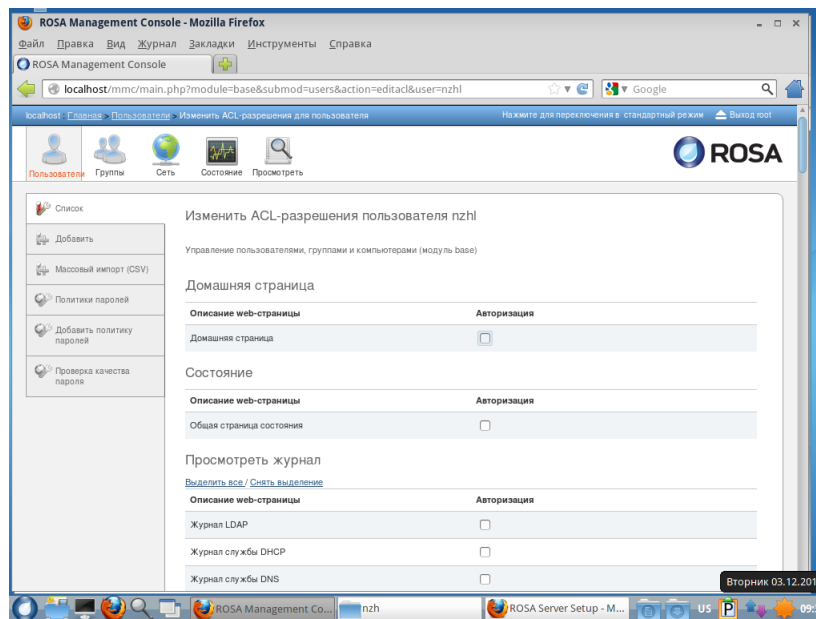 ROSA Management Console - Mozilla Firefox
Файл Правка Вид Журнал Закладки Инструменты Справка
ROSA Management Console
localhost/mmc/main.php?module=base&submod=users&action=editacl&user=nzhl
Google
localhost : Главная > Пользователи > Изменить ACL-разрешения для пользователя
Нажмите для переключения в стандартный режим
Выход root
Пользователи
Группы
Сеть
Состояние
Просмотреть
ROSA
Список
Добавить
Массовый импорт (CSV)
Политики паролей
Добавить политику
паролей
Проверка качества
пароля
Изменить ACL-разрешения пользователя nzhl
Управление пользователями, группами и компьютерами (модуль base)
Домашняя страница
Описание web-страницы Авторизация
Домашняя страница
Состояние
Описание web-страницы Авторизация
Общая страница состояния
Просмотреть журнал
Выделить все / Снять выделение
Описание web-страницы Авторизация
Журнал LDAP
Журнал службы DHCP
Журнал службы DNS
Вторник 03.12.201
ROSA Management Co...
nzh
ROSA Server Setup - M...
US
P
09: